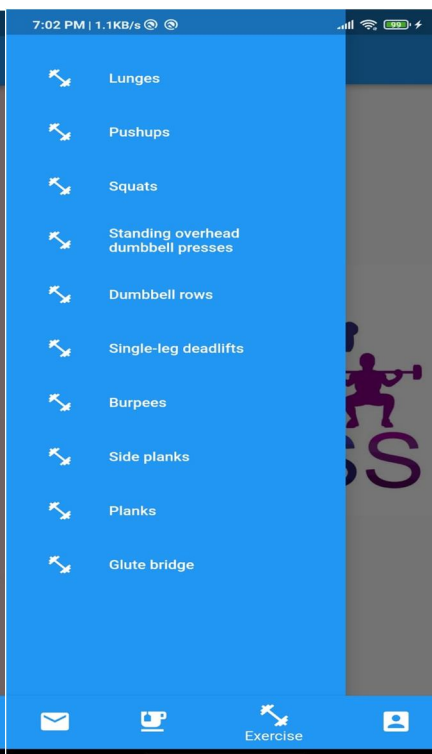 7:02 PM | 1.1KB/s
99
Lunges
Pushups
Squats
Standing overhead
dumbbell presses
Dumbbell rows
Single-leg deadlifts
Burpees
Side planks
Planks
Glute bridge
Exercise